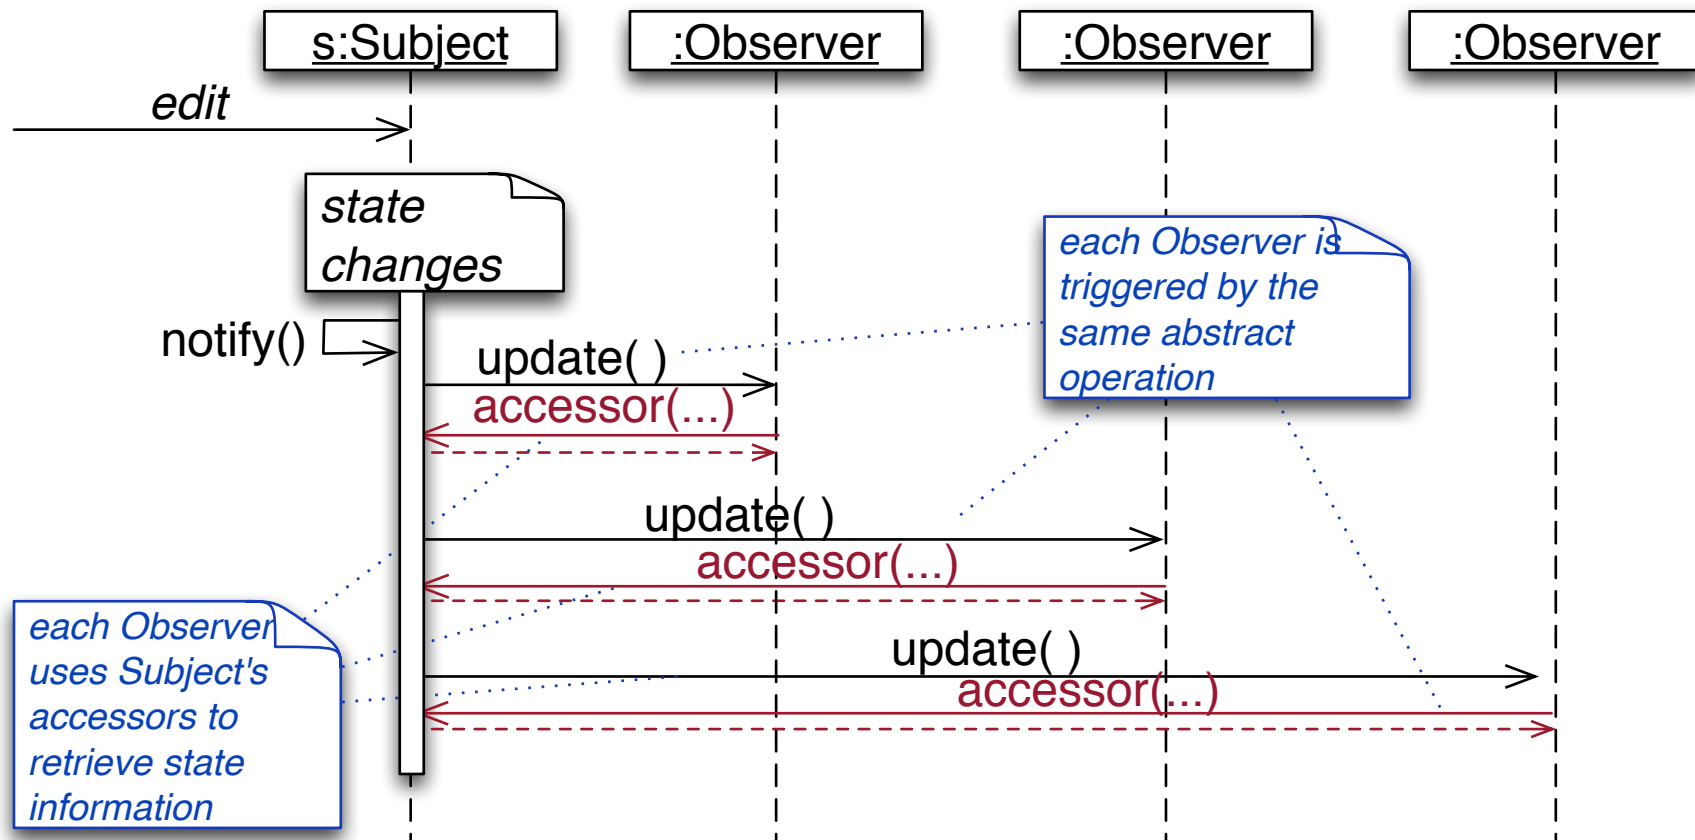 s:Subject
:Observer
:Observer
:Observer
edit
state
changes
each Observer is
triggered by the
same abstract
operation
notify()
update( )
accessor(...)
update( )
accessor(...)
each Observer
uses Subject's
accessors to
retrieve state
information
update( )
accessor(...)